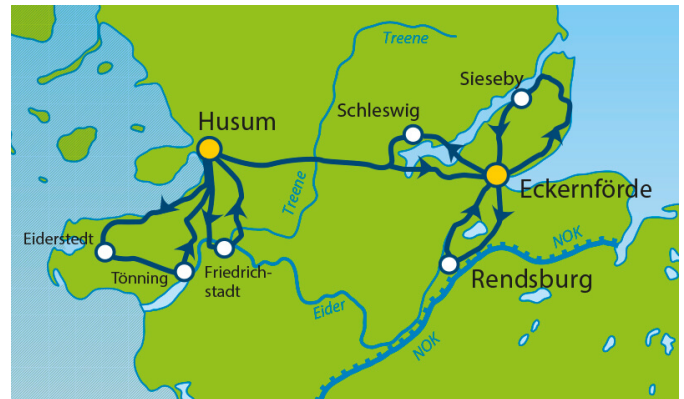 Treene
Sieseby
Schleswig
Husum
Eckernförde
Treene
Eiderstedt
Tönning
Friedrich-
stadt
NOK
Rendsburg
Eider
NOK